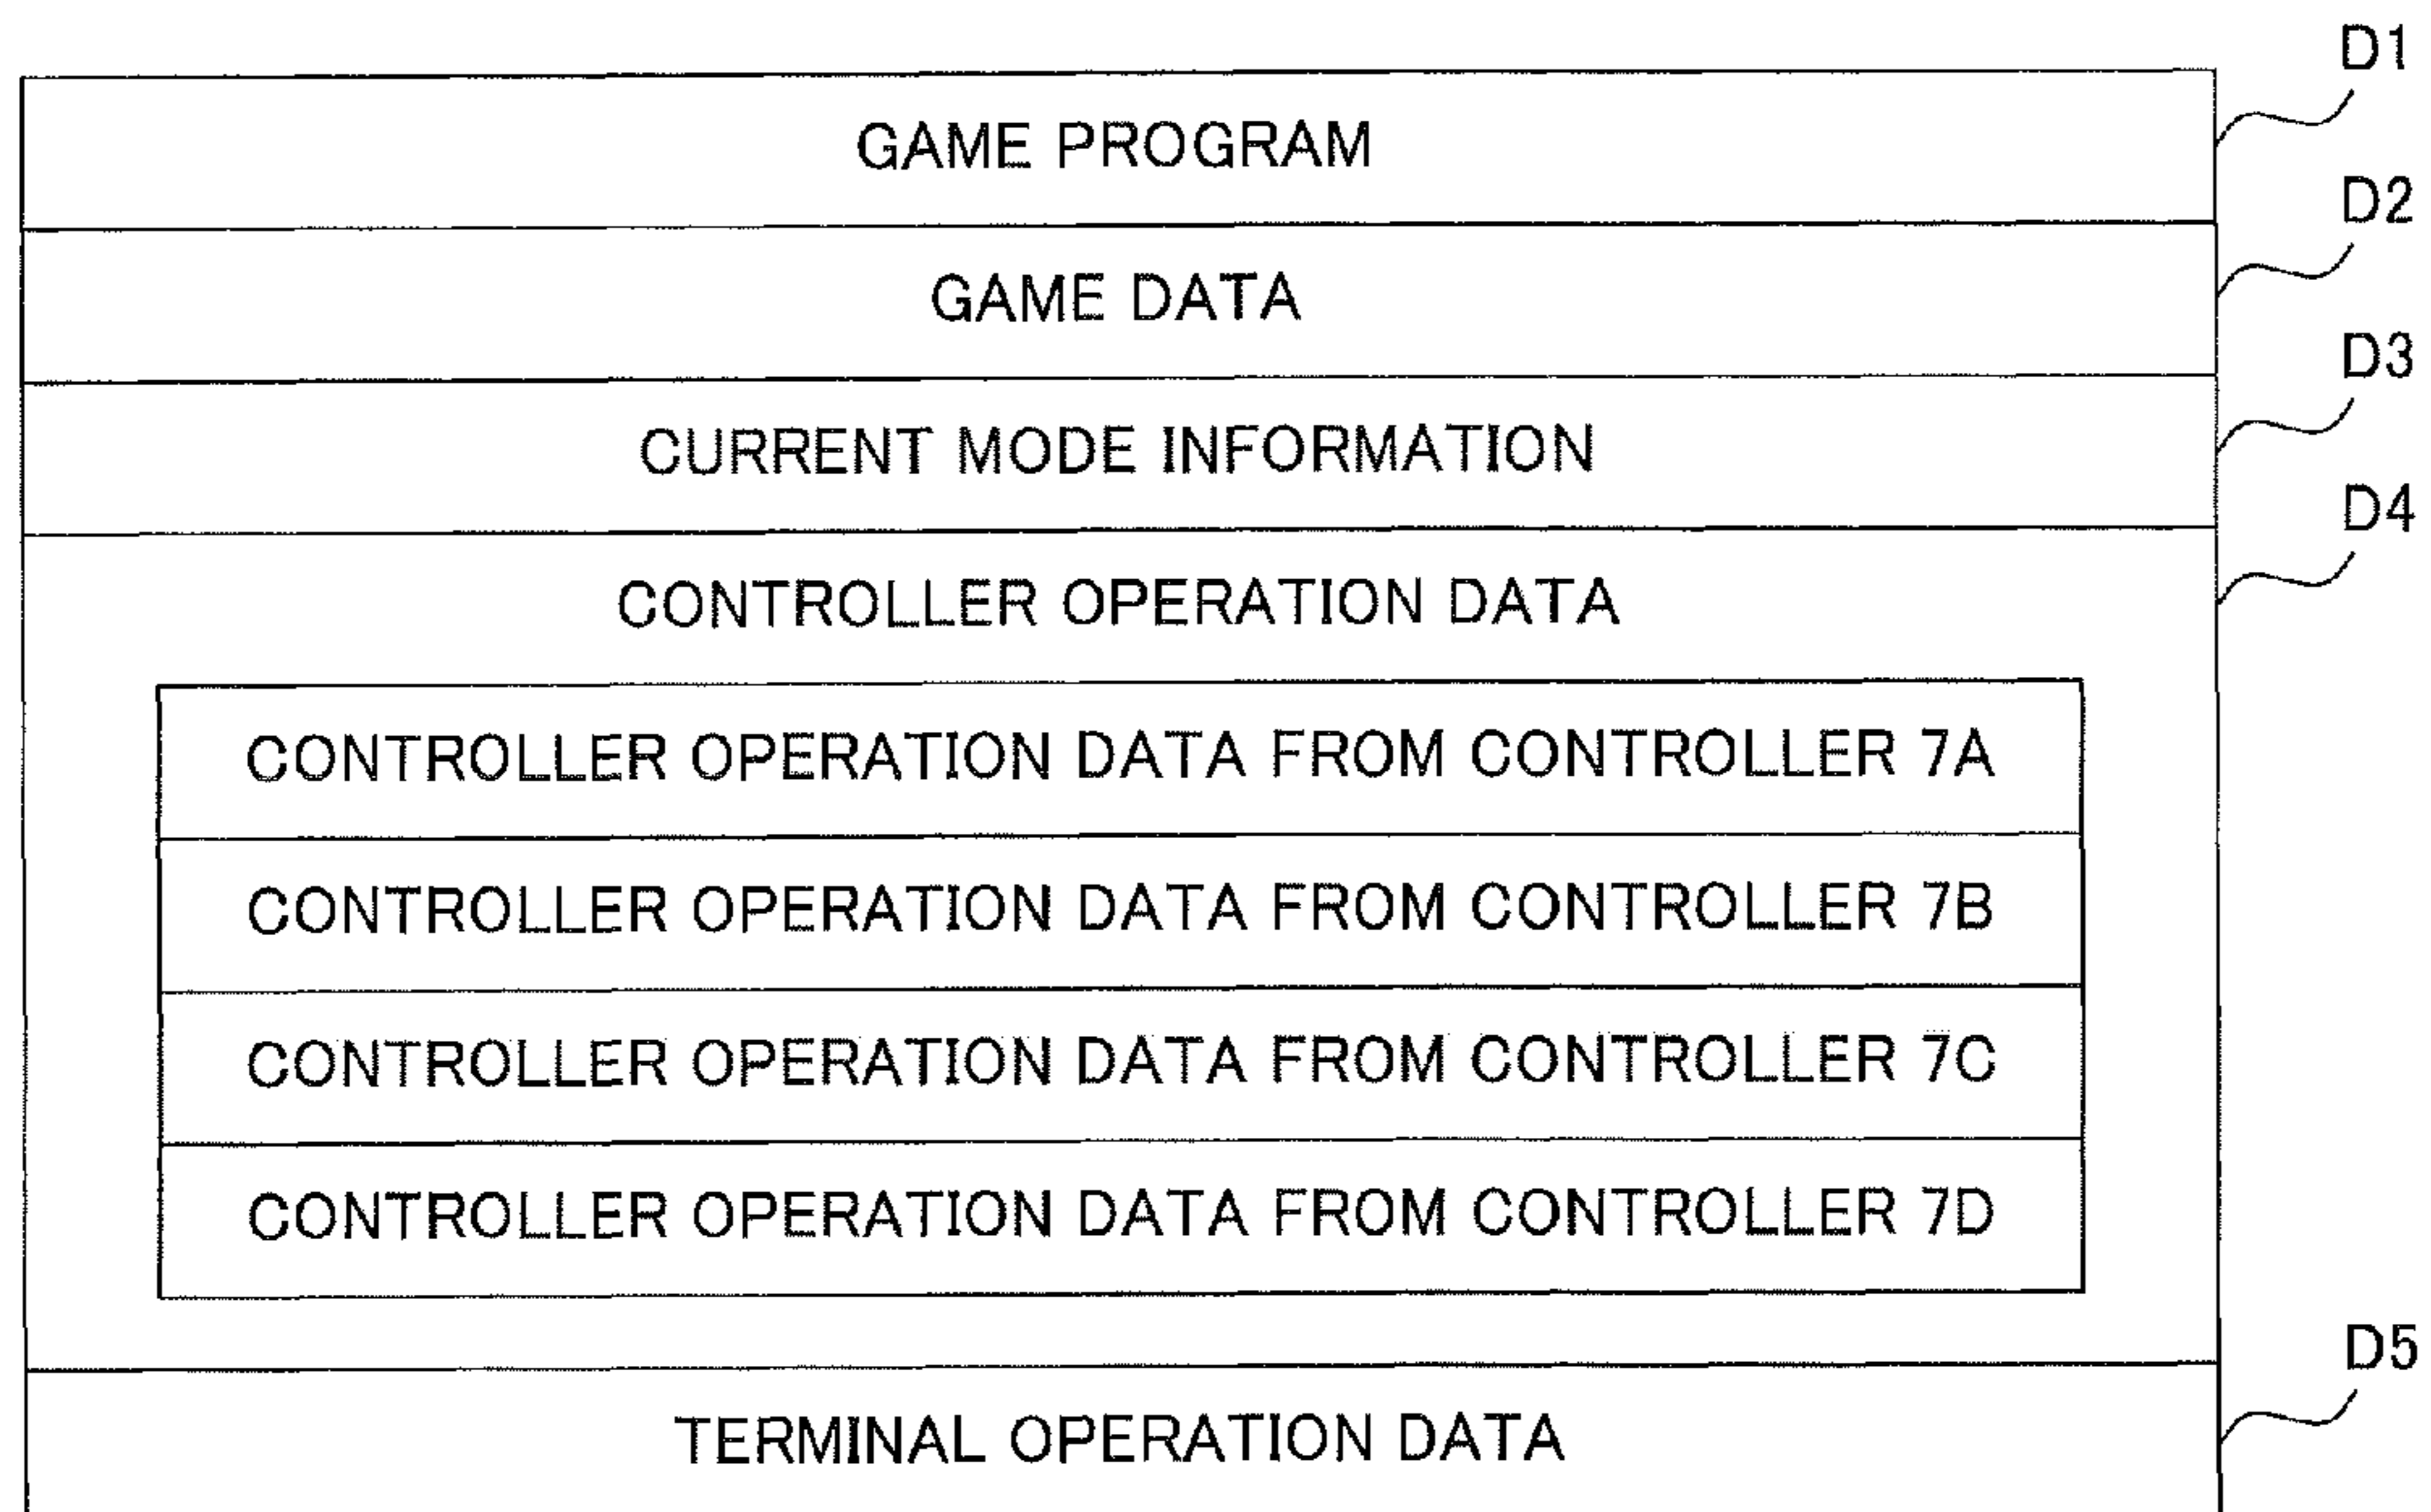 D1
GAME PROGRAM
D2
GAME DATA
D3
CURRENT MODE INFORMATION
D4
CONTROLLER OPERATION DATA
CONTROLLER OPERATION DATA FROM CONTROLLER 7A
CONTROLLER OPERATION DATA FROM CONTROLLER 7B
CONTROLLER OPERATION DATA FROM CONTROLLER 7C
CONTROLLER OPERATION DATA FROM CONTROLLER 7D
D5
TERMINAL OPERATION DATA